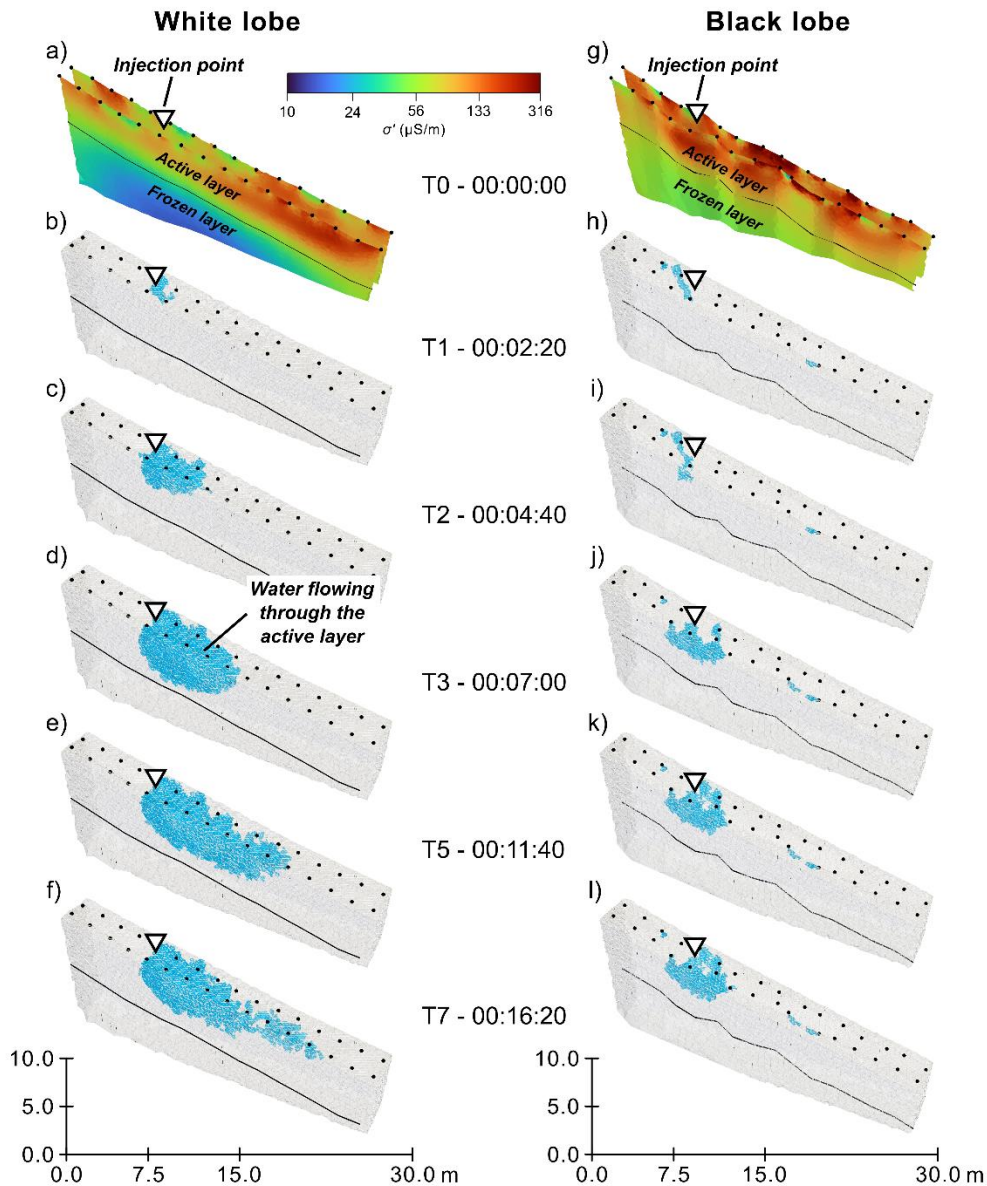 White lobe
Black lobe
a)
Injection point
10 24 56 133 316
σ' (µS/m)
g)
Injection point
Active layer
Frozen layer
T0 - 00:00:00
Active layer
Frozen layer
b)
h)
T1 - 00:02:20
c)
i)
T2 - 00:04:40
d)
j)
Water flowing
through the
active layer
T3 - 00:07:00
e)
k)
T5 - 00:11:40
f)
l)
T7 - 00:16:20
10.0
5.0
0.0
0.0 7.5 15.0 30.0 m
10.0
5.0
0.0
0.0 7.5 15.0 30.0 m